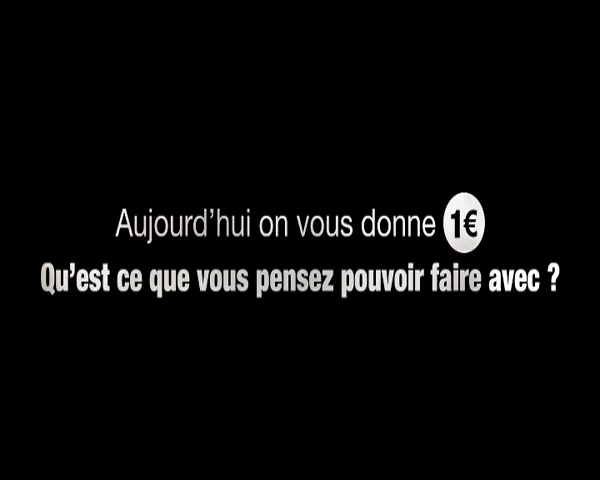 Aujourd’hui on vous donne 1€
Qu’est ce que vous pensez pouvoir faire avec ?